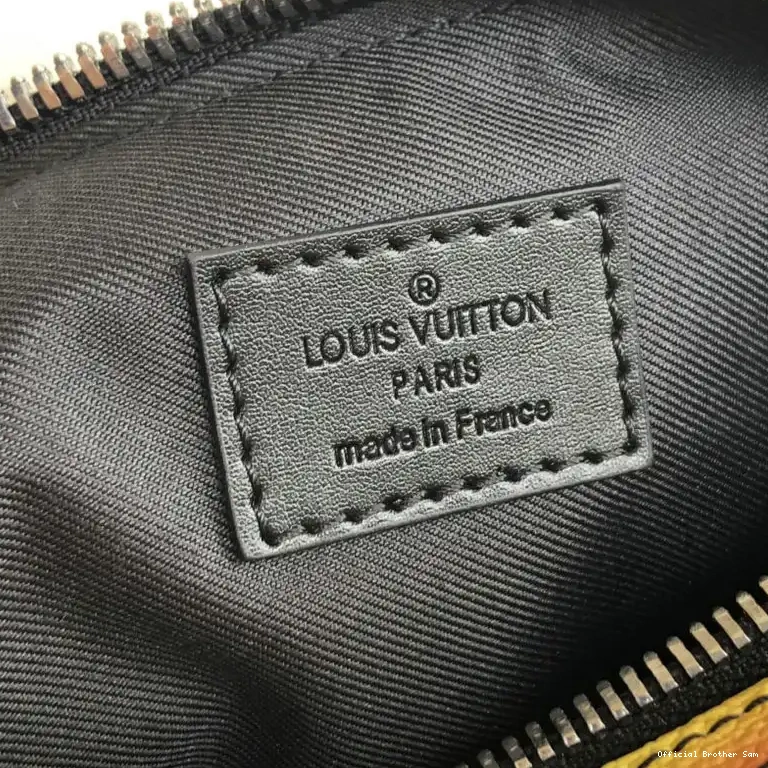 ®
LOUIS VUITTON
PARIS
made in France
Official Brother Sam